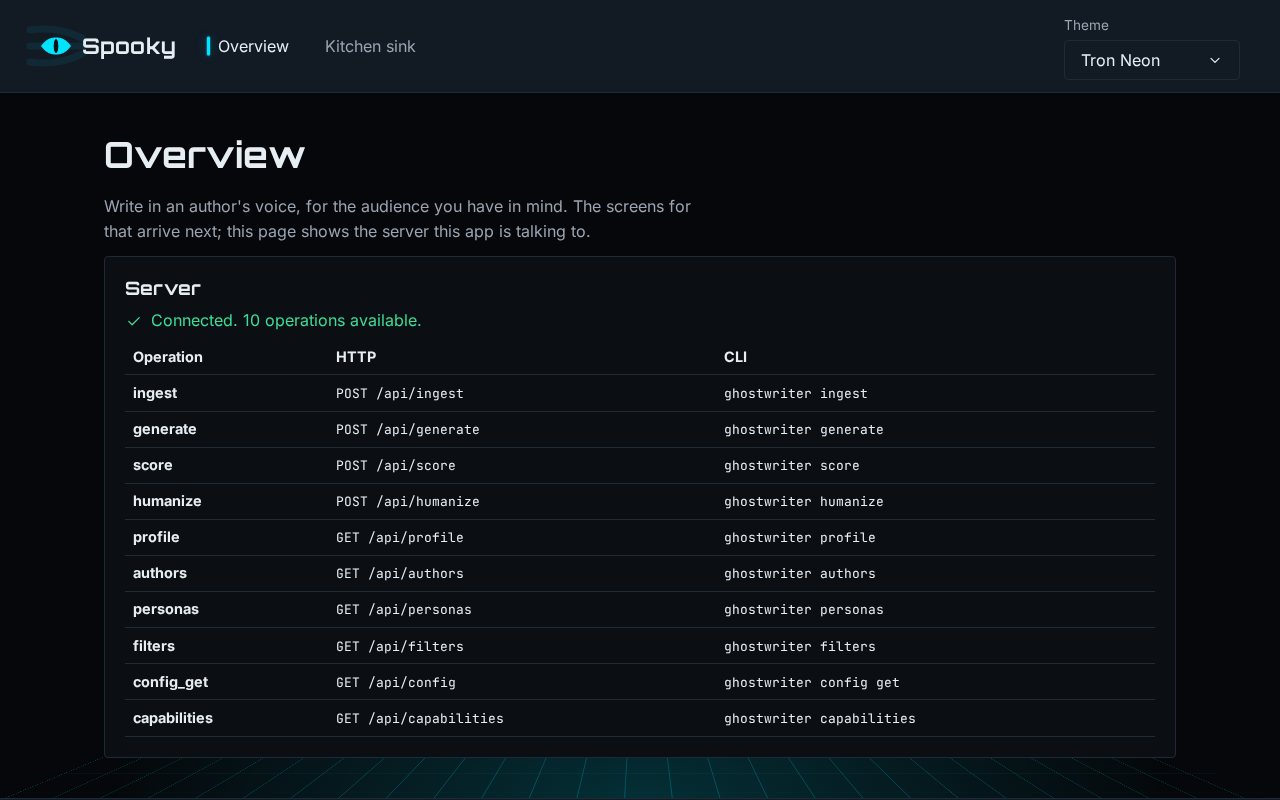 Spooky
Overview
Kitchen sink
Theme
Tron Neon
Overview
Write in an author's voice, for the audience you have in mind. The screens for
that arrive next; this page shows the server this app is talking to.
Server
Connected. 10 operations available.
Operation HTTP CLI
ingest POST /api/ingest ghostwriter ingest
generate POST /api/generate ghostwriter generate
score POST /api/score ghostwriter score
humanize POST /api/humanize ghostwriter humanize
profile GET /api/profile ghostwriter profile
authors GET /api/authors ghostwriter authors
personas GET /api/personas ghostwriter personas
filters GET /api/filters ghostwriter filters
config_get GET /api/config ghostwriter config get
capabilities GET /api/capabilities ghostwriter capabilities